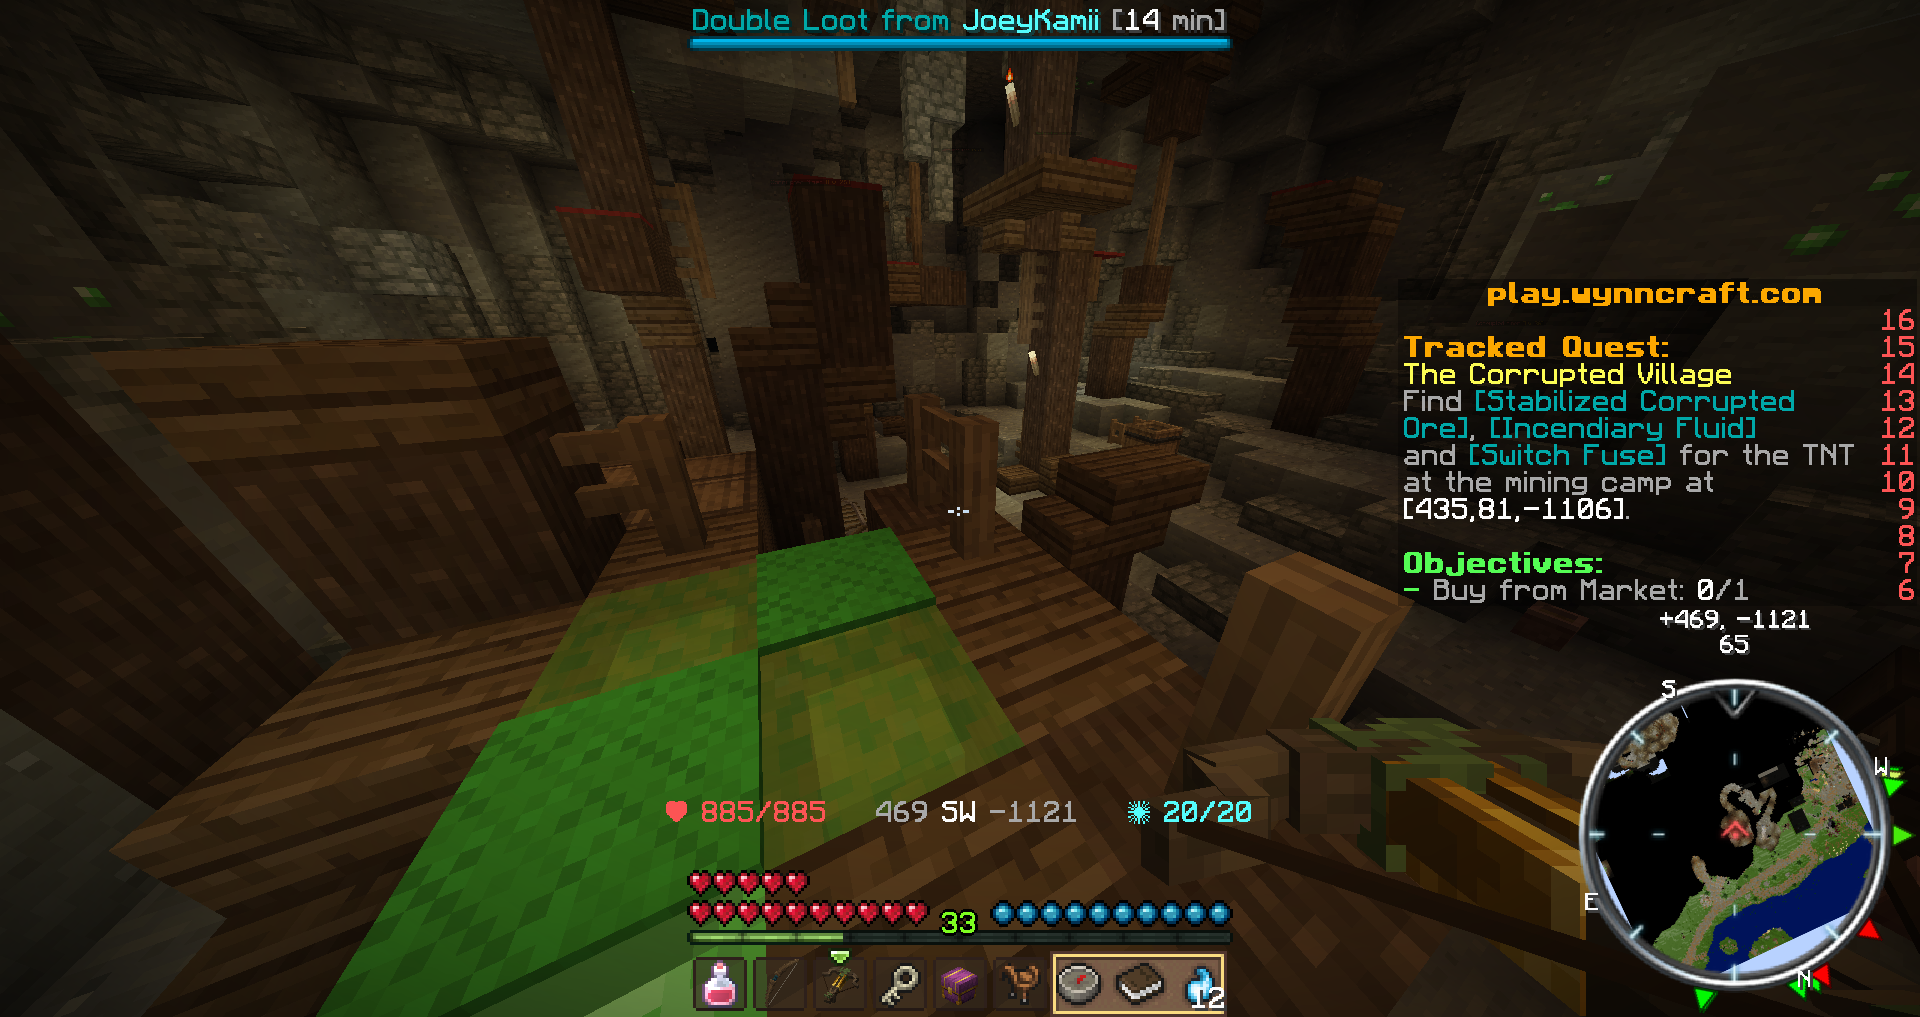 Double Loot from JoeyKamii [14 min]
play.wynncraft.com
16
Tracked Quest: 15
The Corrupted Village 14
Find [Stabilized Corrupted 13
Ore], [Incendiary Fluid] 12
and [Switch Fuse] for the TNT 11
at the mining camp at 10
[435,81,-1106]. 9
8
Objectives: 7
- Buy from Market: 0/1 6
+469, -1121
65
S
W
E
N
885/885 469 SW -1121 20/20
33
12